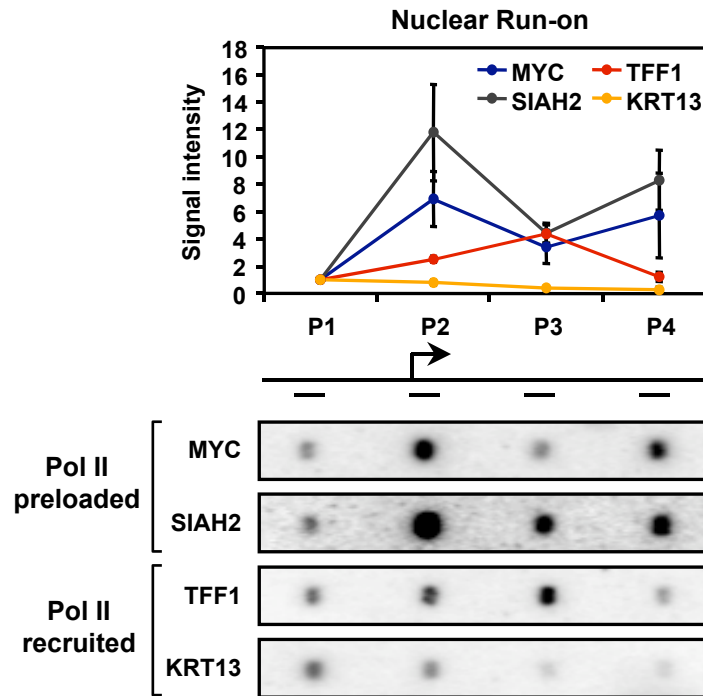 Nuclear Run-on
Signal intensity
18
16
14
12
10
8
6
4
2
0
MYC TFF1
SIAH2 KRT13
P1 P2 P3 P4
Pol II
preloaded
MYC
SIAH2
Pol II
recruited
TFF1
KRT13